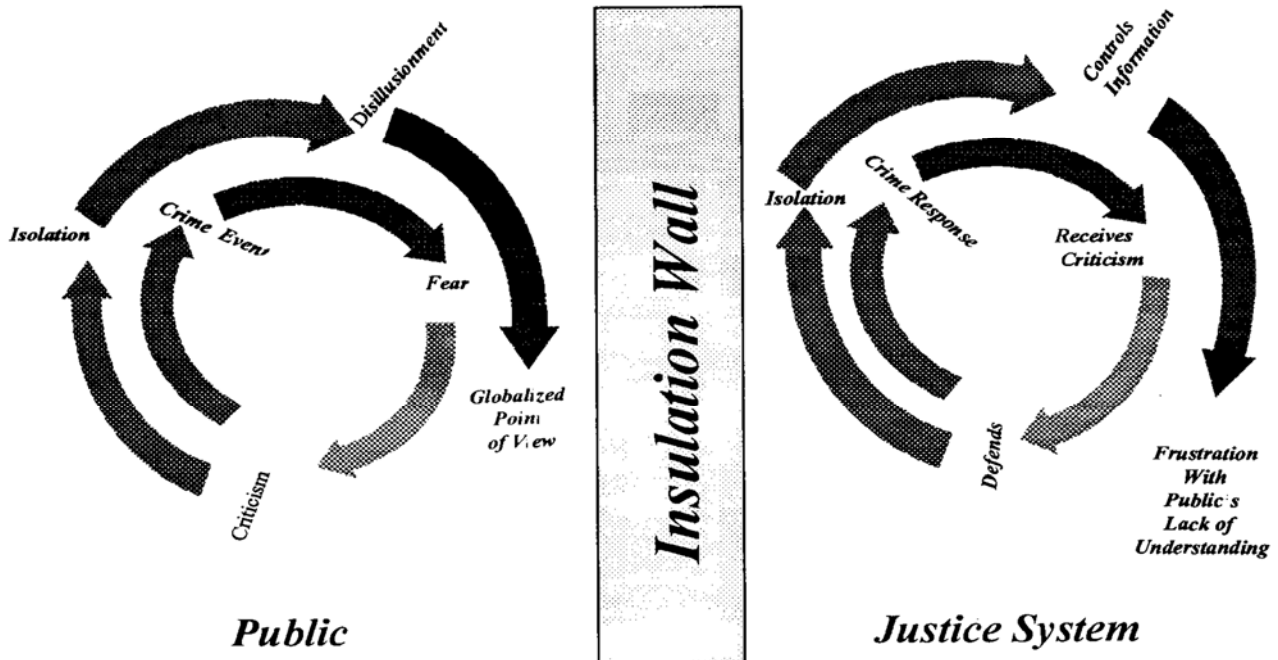 Disillusionment
Isolation
Crime Event
Fear
Globalized
Point
of View
Criticism
Public
Insulation Wall
Controls
Information
Isolation
Crime Response
Receives
Criticism
Defends
Frustration
With
Public's
Lack of
Understanding
Justice System